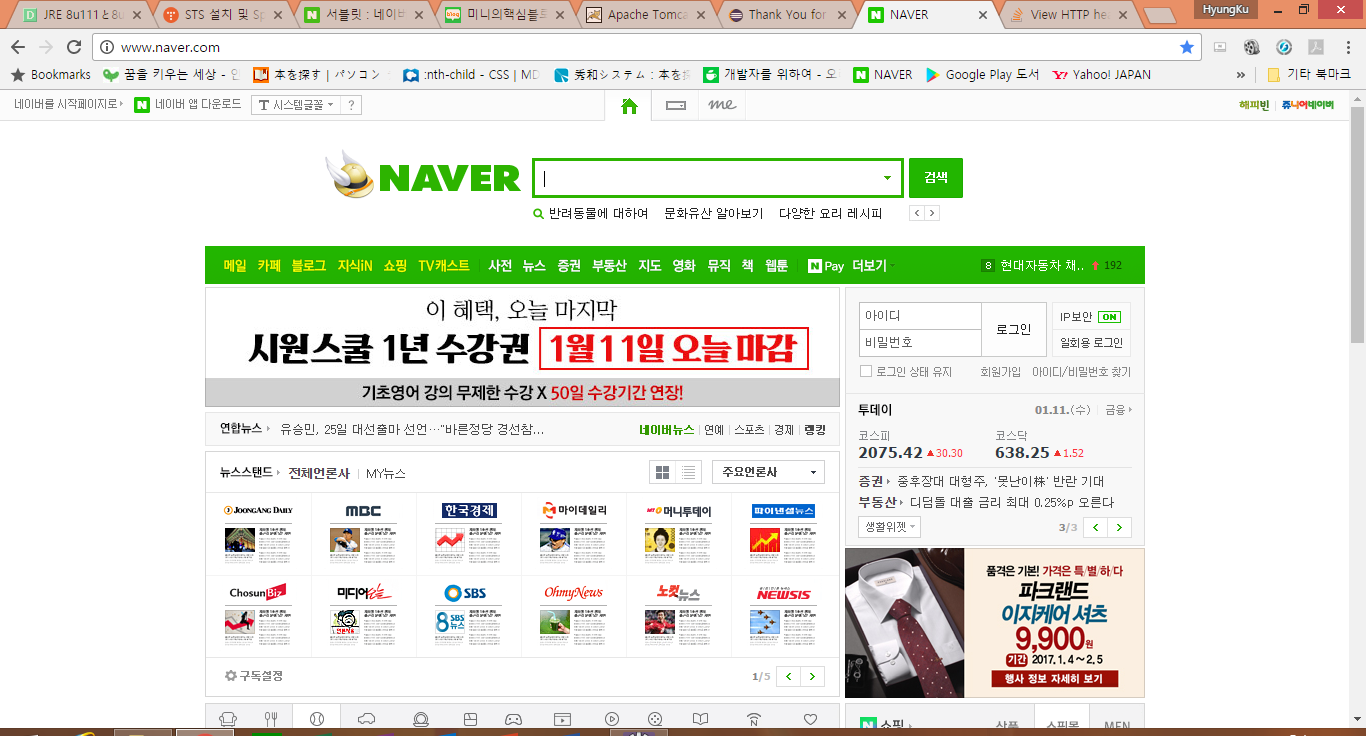 JRE 8u111 と8u
STS 설치 및 Sp
서블릿 : 네이버
미니의핵심블로
Apache Tomca
Thank You for
NAVER
View HTTP hea
HyungKu
www.naver.com
Bookmarks
꿈을 키우는 세상 - 인
本を探す | パソコン
:nth-child - CSS | MD
秀和システム : 本を探
개발자를 위하여 - 오
NAVER
Google Play 도서
Yahoo! JAPAN
»
기타 북마크
네이버를 시작페이지로
네이버 앱 다운로드
시스템글꼴
?
me
해피빈
쥬니어네이버
NAVER
검색
반려동물에 대하여 문화유산 알아보기 다양한 요리 레시피
메일 카페 블로그 지식iN 쇼핑 TV캐스트 사전 뉴스 증권 부동산 지도 영화 뮤직 책 웹툰 N Pay 더보기
8 현대자동차 채.. 192
이 혜택, 오늘 마지막
시원스쿨 1년 수강권 1월 11일 오늘 마감
기초영어 강의 무제한 수강 X 50일 수강기간 연장!
아이디
비밀번호
로그인
IP보안 ON
일회용 로그인
로그인 상태 유지 회원가입 아이디/비밀번호 찾기
연합뉴스 유승민, 25일 대선출마 선언…"바른정당 경선참...
네이버뉴스 연예 스포츠 경제 랭킹
투데이 01.11.(수) 금융
코스피 코스닥
2075.42 30.30 638.25 1.52
증권 중후장대 대형주, '못난이株' 반란 기대
부동산 디딤돌 대출 금리 최대 0.25%p 오른다
생활위젯 3/3
뉴스스탠드 전체언론사 MY뉴스
주요언론사
JOONGANG DAILY
MBC
한국경제
마이데일리
머니투데이
파이낸셜뉴스
ChosunBiz
미디어오늘
SBS
OhmyNews
노컷뉴스
NEWSIS
8 SBS 뉴스
구독설정
1/5
품격은 기본! 가격은 특/별/하/다
파크랜드
이지케어 셔츠
9,900원
기간 2017. 1. 4 ~ 2. 5
행사 정보 자세히 보기
쇼핑 상품 쇼핑몰 MEN